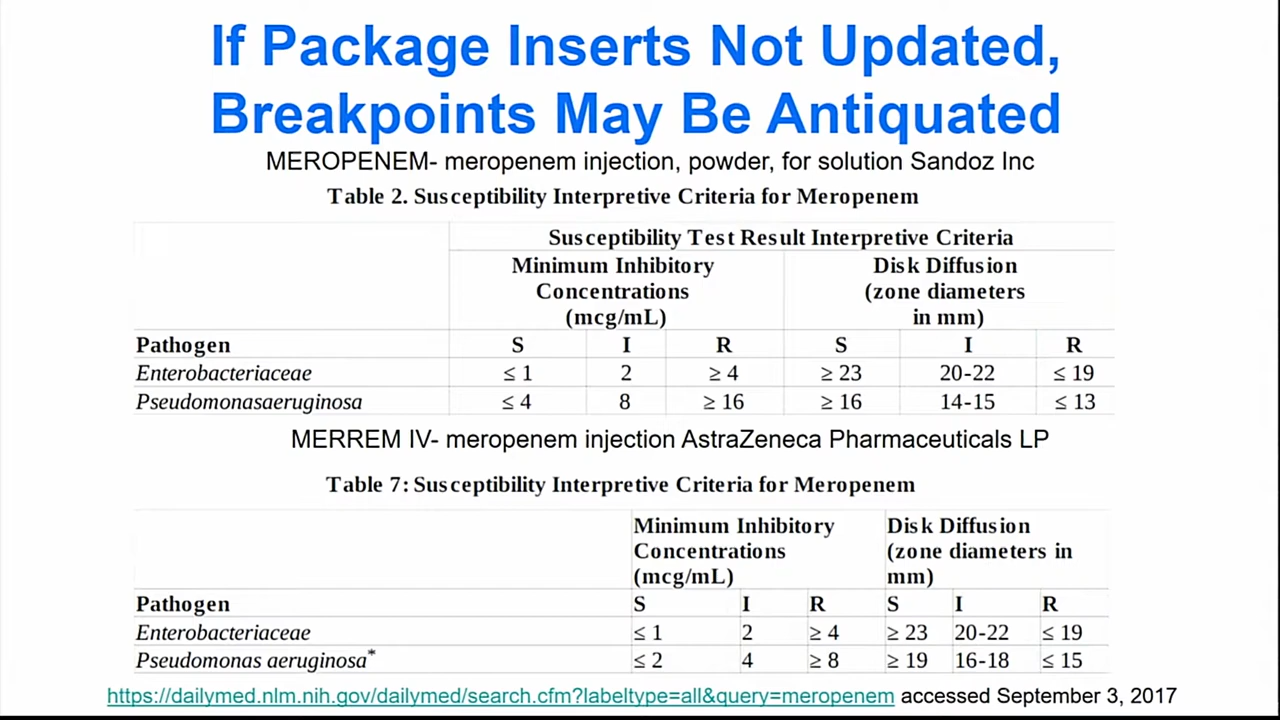 If Package Inserts Not Updated,
Breakpoints May Be Antiquated
MEROPENEM- meropenem injection, powder, for solution Sandoz Inc
Table 2. Susceptibility Interpretive Criteria for Meropenem
Susceptibility Test Result Interpretive Criteria
Minimum Inhibitory Disk Diffusion
Concentrations (zone diameters
(mcg/mL) in mm)
Pathogen S I R S I R
Enterobacteriaceae ≤ 1 2 ≥ 4 ≥ 23 20-22 ≤ 19
Pseudomonasaeruginosa ≤ 4 8 ≥ 16 ≥ 16 14-15 ≤ 13
MERREM IV- meropenem injection AstraZeneca Pharmaceuticals LP
Table 7: Susceptibility Interpretive Criteria for Meropenem
Minimum Inhibitory Disk Diffusion
Concentrations (zone diameters in
(mcg/mL) mm)
Pathogen S I R S I R
Enterobacteriaceae ≤ 1 2 ≥ 4 ≥ 23 20-22 ≤ 19
Pseudomonas aeruginosa* ≤ 2 4 ≥ 8 ≥ 19 16-18 ≤ 15
https://dailymed.nlm.nih.gov/dailymed/search.cfm?labeltype=all&query=meropenem accessed September 3, 2017